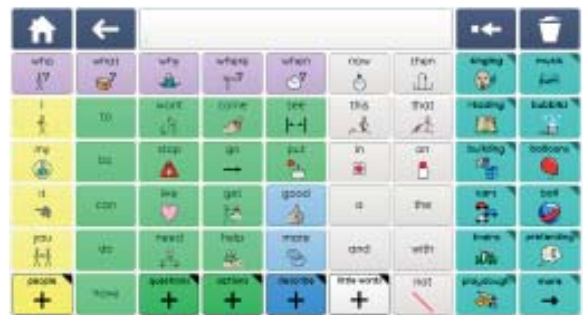 who what why where when now then singing music
I to want come see this that reading bubbles
my be stop go put in on building balloons
it can like get good a the cars ball
you do need help more and with trains pretending
people have questions actions describe little words not playdough more